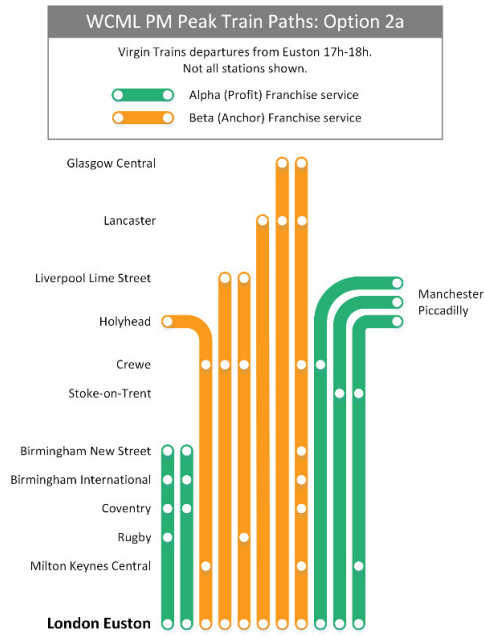 WCML PM Peak Train Paths: Option 2a
Virgin Trains departures from Euston 17h-18h.
Not all stations shown.
Alpha (Profit) Franchise service
Beta (Anchor) Franchise service
Glasgow Central
Lancaster
Liverpool Lime Street
Manchester
Piccadilly
Holyhead
Crewe
Stoke-on-Trent
Birmingham New Street
Birmingham International
Coventry
Rugby
Milton Keynes Central
London Euston